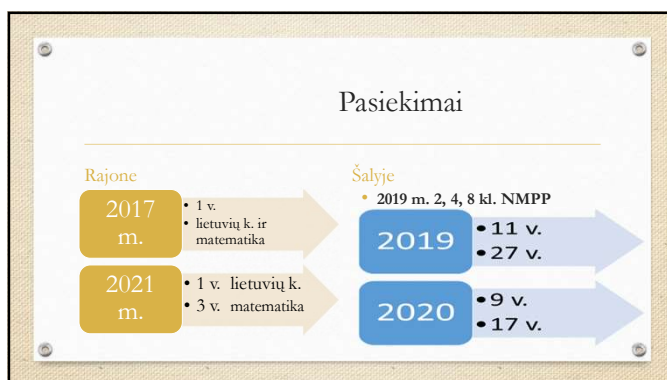 Pasiekimai
Rajone
2017
m.
• 1 v.
• lietuvių k. ir
matematika
2021
m.
• 1 v. lietuvių k.
• 3 v. matematika
Šalyje
• 2019 m. 2, 4, 8 kl. NMPP
2019
• 11 v.
• 27 v.
2020
• 9 v.
• 17 v.